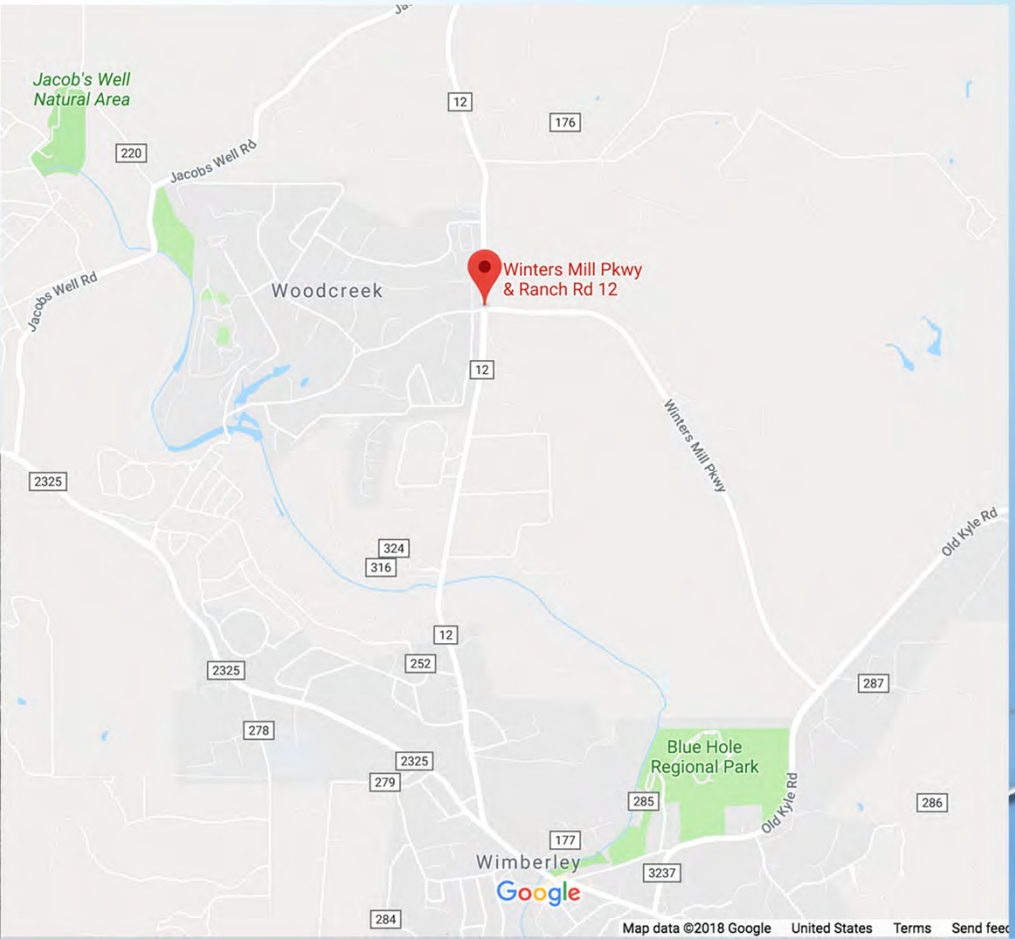 Ja
Jacob's Well
Natural Area
12
176
220
Jacobs Well Rd
Winters Mill Pkwy
& Ranch Rd 12
Woodcreek
Jacobs Well Rd
12
Winters Mill Pkwy
2325
Old Kyle Rd
324
316
12
252
2325
287
278
Blue Hole
Regional Park
2325
279
285
286
Old Kyle Rd
177
Wimberley
3237
Google
284
Map data ©2018 Google United States Terms Send feed